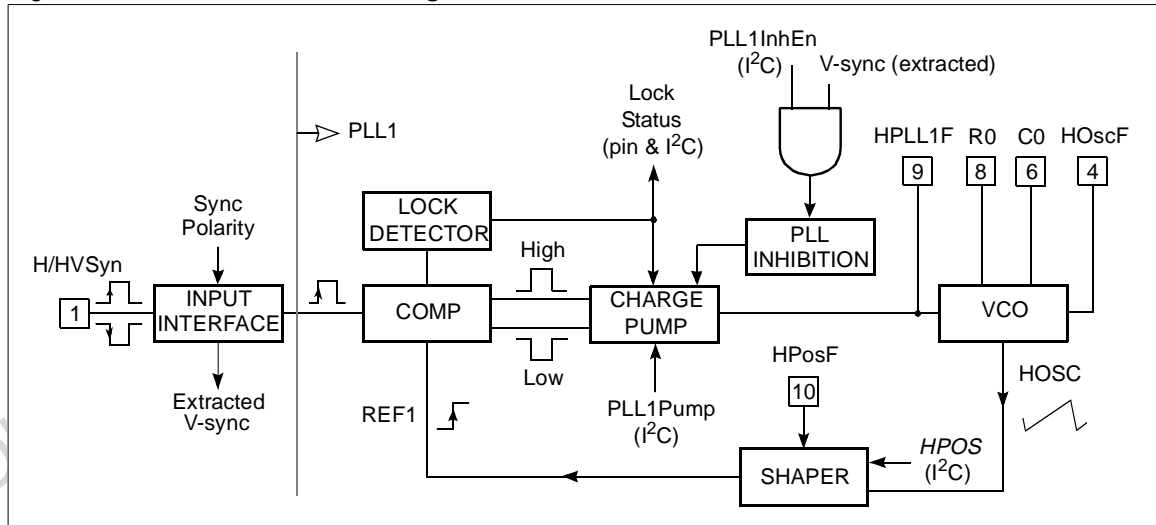 PLL1InhEn
(I²C)
V-sync (extracted)
Lock
Status
(pin & I²C)
PLL1
HPLL1F
R0
C0
HOscF
9
8
6
4
Sync
Polarity
LOCK
DETECTOR
PLL
INHIBITION
High
H/HVSyn
1
INPUT
INTERFACE
COMP
CHARGE
PUMP
VCO
Low
HPosF
10
HOSC
Extracted
V-sync
REF1
PLL1Pump
(I²C)
SHAPER
HPOS
(I²C)